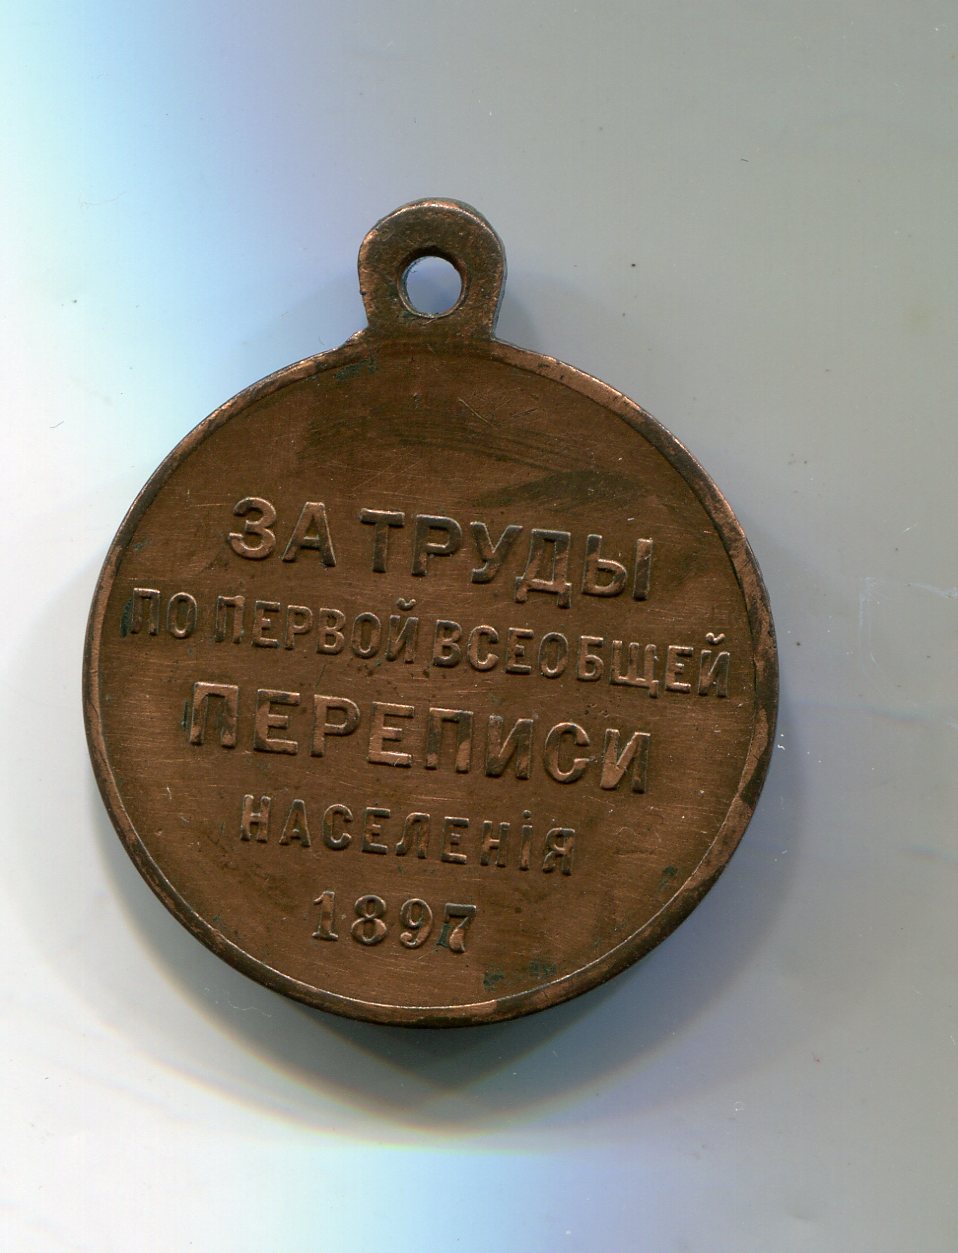 ЗА ТРУДЫ
ПО ПЕРВОЙ ВСЕОБЩЕЙ
ПЕРЕПИСИ
НАСЕЛЕНІЯ
1897